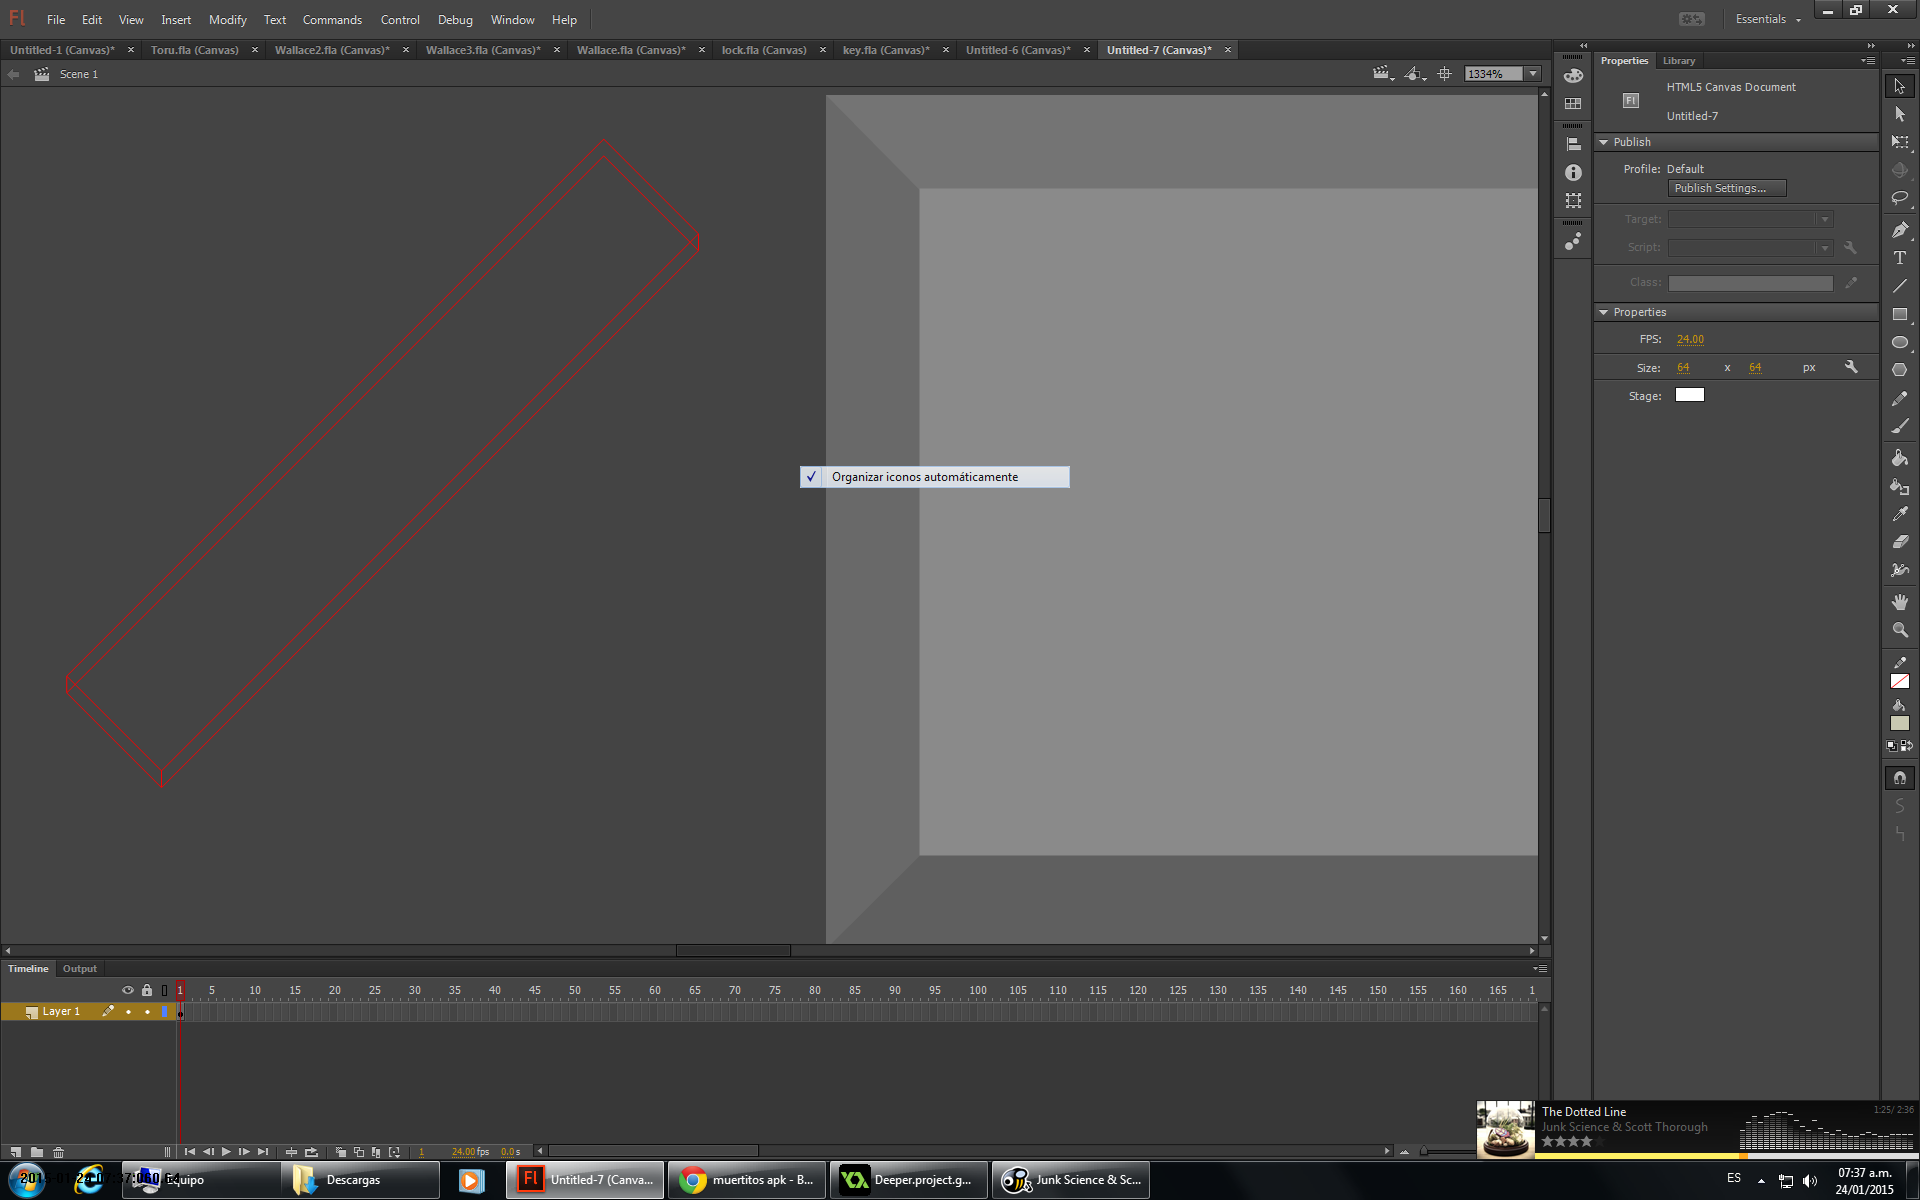 Fl File Edit View Insert Modify Text Commands Control Debug Window Help Essentials
Untitled-1 (Canvas)* Toru.fla (Canvas) Wallace2.fla (Canvas)* Wallace3.fla (Canvas)* Wallace.fla (Canvas)* lock.fla (Canvas) key.fla (Canvas)* Untitled-6 (Canvas)* Untitled-7 (Canvas)*
Scene 1
1334%
Properties Library
HTML5 Canvas Document
Fl
Untitled-7
Publish
Profile: Default
Publish Settings...
Target:
Script:
Class:
Properties
FPS: 24.00
Size: 64 x 64 px
Stage:
✓ Organizar iconos automáticamente
Timeline Output
1 5 10 15 20 25 30 35 40 45 50 55 60 65 70 75 80 85 90 95 100 105 110 115 120 125 130 135 140 145 150 155 160 165 1
Layer 1
1 24.00 fps 0.0 s
The Dotted Line
1:25/ 2:36
Junk Science & Scott Thorough
Equipo
Descargas
Fl Untitled-7 (Canva...
muertitos apk - B...
Deeper.project.g...
Junk Science & Sc...
ES
07:37 a.m.
24/01/2015